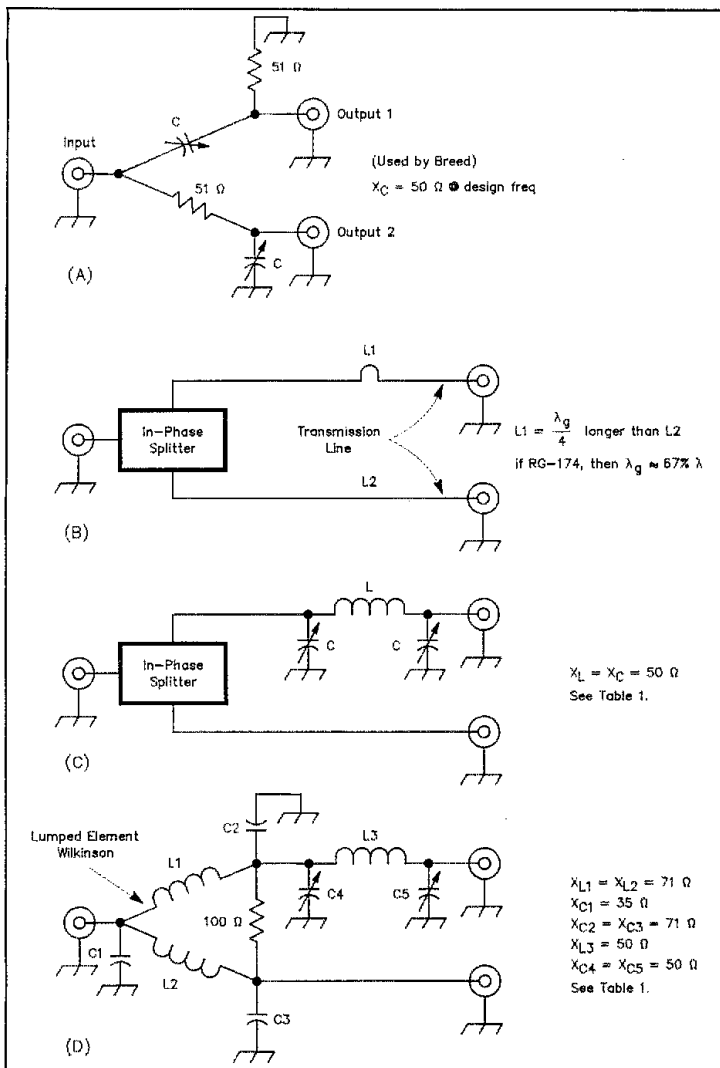 51 Ω
Output 1
Input
C
(Used by Breed)
X_C = 50 Ω @ design freq
51 Ω
Output 2
C
(A)
L1
In-Phase
Splitter
Transmission
Line
L1 = λg/4 longer than L2
if RG-174, then λg ≈ 67% λ
L2
(B)
L
C
C
In-Phase
Splitter
X_L = X_C = 50 Ω
See Table 1.
(C)
C2
Lumped Element
Wilkinson
L1
L3
C4
C5
100 Ω
C1
L2
C3
X_L1 = X_L2 = 71 Ω
X_C1 = 35 Ω
X_C2 = X_C3 = 71 Ω
X_L3 = 50 Ω
X_C4 = X_C5 = 50 Ω
See Table 1.
(D)